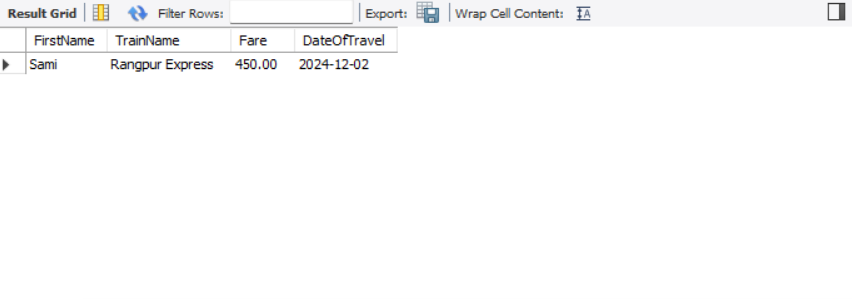 Result Grid Filter Rows: Export: Wrap Cell Content: IA
FirstName TrainName Fare DateOfTravel
Sami Rangpur Express 450.00 2024-12-02